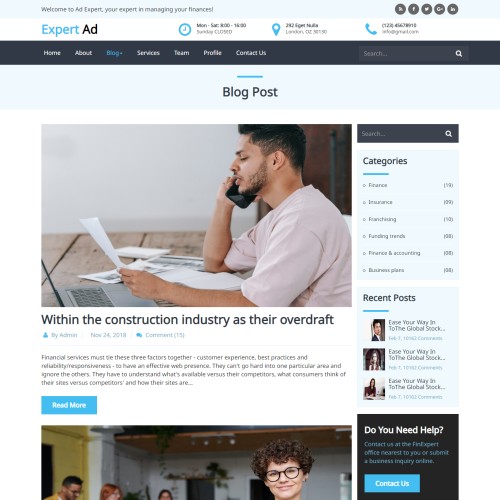 Welcome to Ad Expert, your expert in managing your finances!
Expert Ad
Mon - Sat: 8:00 - 16:00
Sunday CLOSED
292 Eget Nulla
London, OZ 30130
(123) 45678910
info@gmail.com
Home About Blog Services Team Profile Contact Us
Search...
Blog Post
Search...
Categories
Finance (19)
Insurance (09)
Franchising (10)
Funding trends (08)
Finance & accounting (08)
Business plans (08)
Recent Posts
Ease Your Way In
ToThe Global Stock...
Feb 7, 10162 Comments
Ease Your Way In
ToThe Global Stock...
Feb 7, 10162 Comments
Ease Your Way In
ToThe Global Stock...
Feb 7, 10162 Comments
Do You Need Help?
Contact us at the FinExpert
office nearest to you or submit
a business inquiry online.
Contact Us
Within the construction industry as their overdraft
By Admin Nov 24, 2018 Comment (15)
Financial services must be these three factors together - customer experience, best practices and
reliability/responsiveness - to have an effective web presence. They can't go hard into one particular area and
ignore the others. They have to understand what's available versus their competitors, what consumers think of
their sites versus competitors' and how their sites are...
Read More